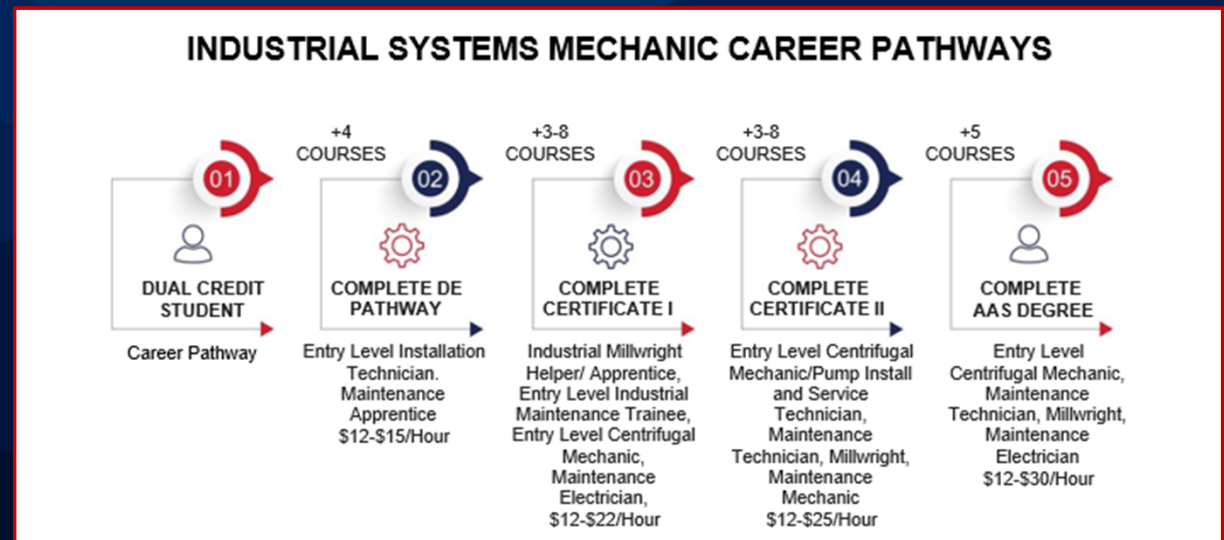 INDUSTRIAL SYSTEMS MECHANIC CAREER PATHWAYS
01
DUAL CREDIT
STUDENT
Career Pathway
+4
COURSES
02
COMPLETE DE
PATHWAY
Entry Level Installation
Technician.
Maintenance
Apprentice
$12-$15/Hour
+3-8
COURSES
03
COMPLETE
CERTIFICATE I
Industrial Millwright
Helper/ Apprentice,
Entry Level Industrial
Maintenance Trainee,
Entry Level Centrifugal
Mechanic,
Maintenance
Electrician,
$12-$22/Hour
+3-8
COURSES
04
COMPLETE
CERTIFICATE II
Entry Level Centrifugal
Mechanic/Pump Install
and Service
Technician,
Maintenance
Technician, Millwright,
Maintenance
Mechanic
$12-$25/Hour
+5
COURSES
05
COMPLETE
AAS DEGREE
Entry Level
Centrifugal Mechanic,
Maintenance
Technician, Millwright,
Maintenance
Electrician
$12-$30/Hour